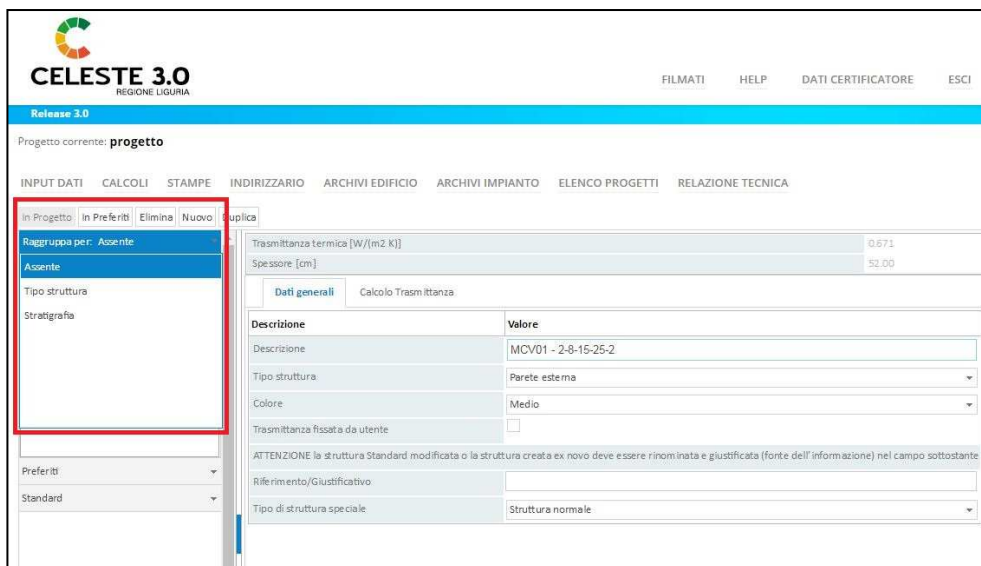 CELESTE 3.0
REGIONE LIGURIA
FILMATI HELP DATI CERTIFICATORE ESCI
Release 3.0
Progetto corrente: progetto
INPUT DATI CALCOLI STAMPE INDIRIZZARIO ARCHIVI EDIFICIO ARCHIVI IMPIANTO ELENCO PROGETTI RELAZIONE TECNICA
In Progetto In Preferiti Elimina Nuovo Duplica
Raggruppa per: Assente
Assente
Tipo struttura
Stratigrafia
Preferiti
Standard
Trasmittanza termica [W/(m2 K)] 0.671
Spessore [cm] 52.00
Dati generali Calcolo Trasmittanza
Descrizione Valore
Descrizione MCV01 - 2-8-15-25-2
Tipo struttura Parete esterna
Colore Medio
Trasmittanza fissata da utente
ATTENZIONE la struttura Standard modificata o la struttura creata ex novo deve essere rinominata e giustificata (fonte dell'informazione) nel campo sottostante
Riferimento/Giustificativo
Tipo di struttura speciale Struttura normale